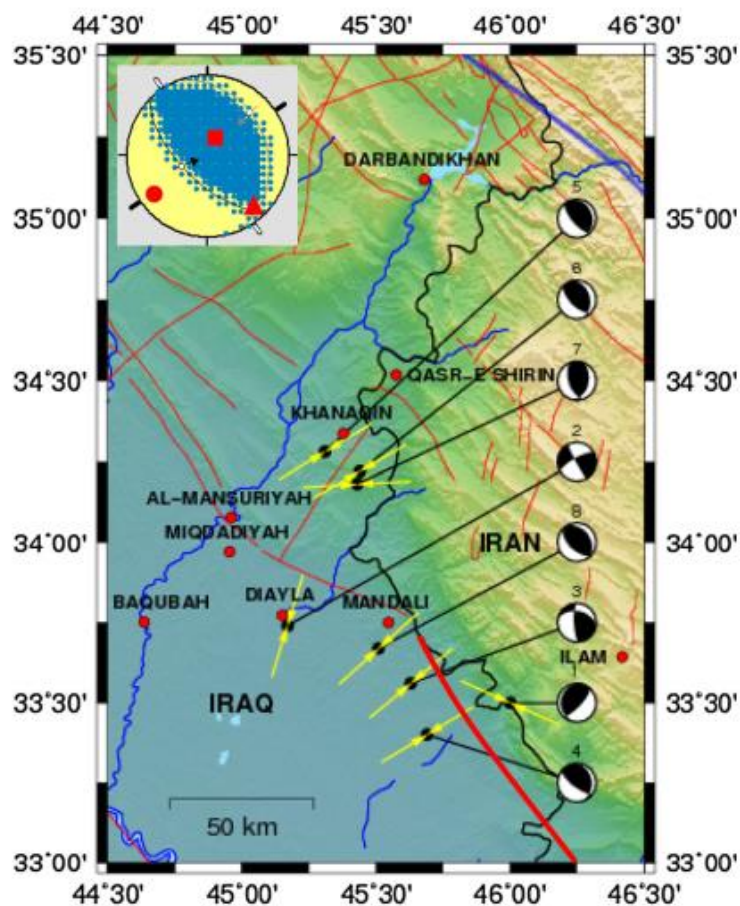 44˚30' 45˚00' 45˚30' 46˚00' 46˚30'
35˚30' 35˚30'
DARBANDIKHAN
5
35˚00' 35˚00'
6
7
34˚30' QASR-E SHIRIN 34˚30'
KHANAQIN
2
AL-MANSURIYAH
MIQDADIYAH
8
34˚00' IRAN 34˚00'
3
BAQUBAH DIAYLA MANDALI
ILAM
1
33˚30' IRAQ 33˚30'
4
50 km
33˚00' 33˚00'
44˚30' 45˚00' 45˚30' 46˚00' 46˚30'